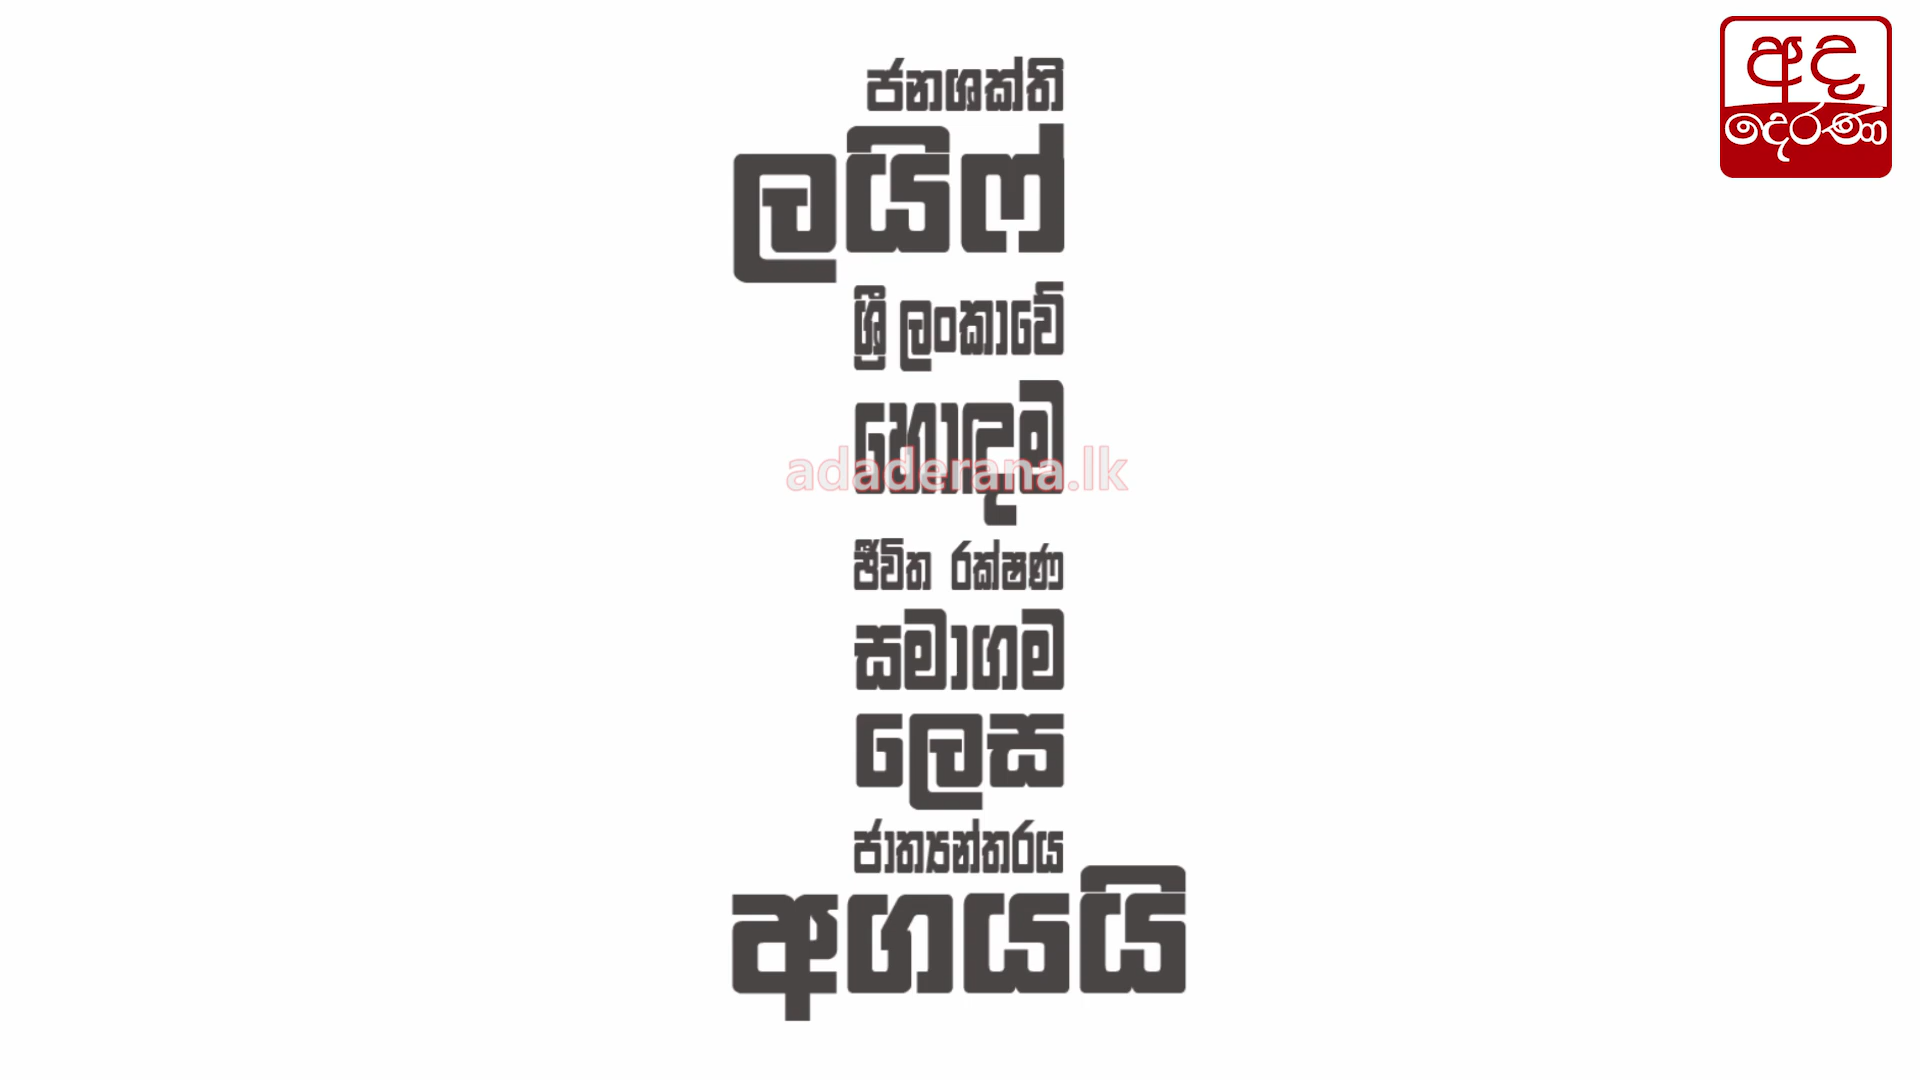 ජනශක්ති
ලයිෆ්
ශ්‍රී ලංකාවේ
හොඳම
ජීවිත රක්ෂණ
සමාගම
ලෙස
ජාත්‍යන්තරය
අගයයි
adaderana.lk
අද
දෙරණ